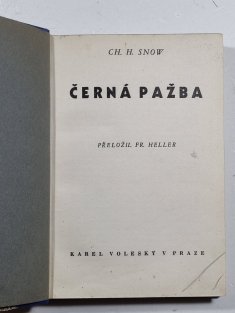 CH. H. SNOW
ČERNÁ PAŽBA
PŘELOŽIL FR. HELLER
KAREL VOLESKÝ V PRAZE